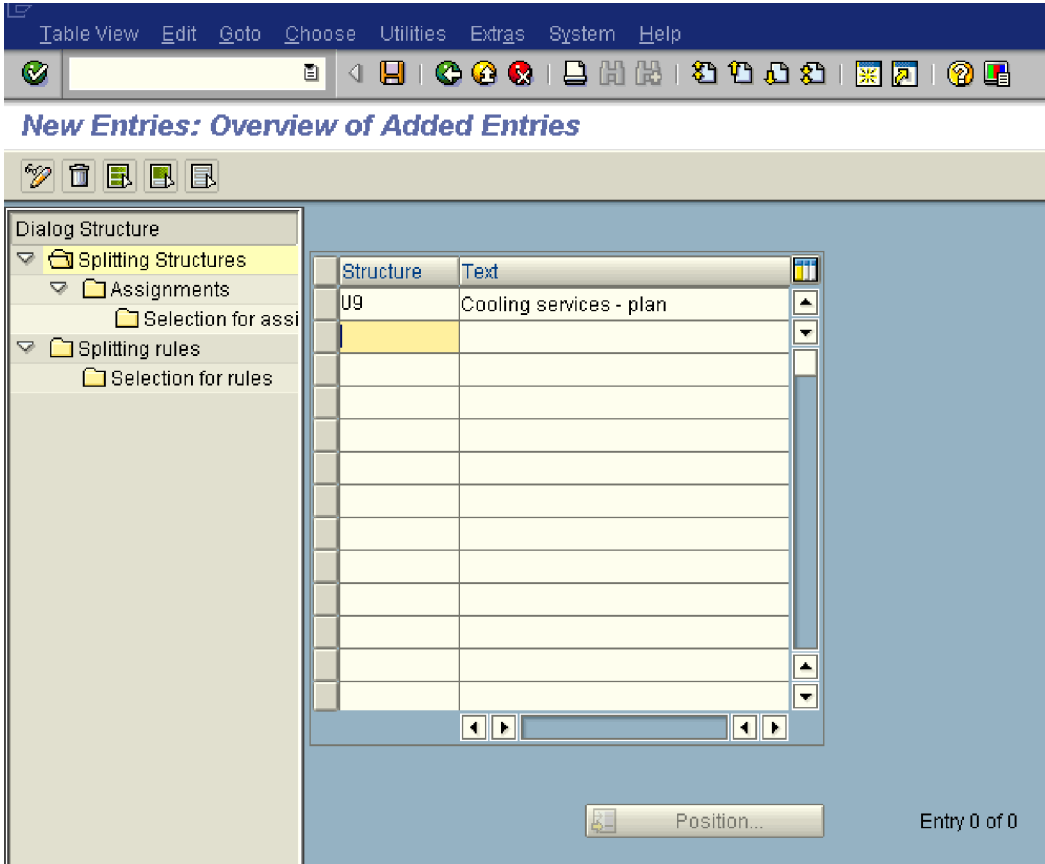 Table View Edit Goto Choose Utilities Extras System Help
New Entries: Overview of Added Entries
Dialog Structure
Splitting Structures
Assignments
Selection for assi
Splitting rules
Selection for rules
Structure Text
U9 Cooling services - plan
Position... Entry 0 of 0